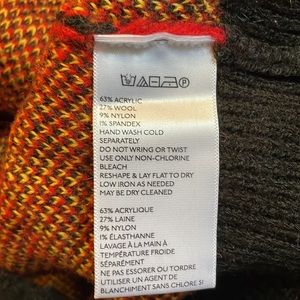 63% ACRYLIC
27% WOOL
9% NYLON
1% SPANDEX
HAND WASH COLD
SEPARATELY
DO NOT WRING OR TWIST
USE ONLY NON-CHLORINE
BLEACH
RESHAPE & LAY FLAT TO DRY
LOW IRON AS NEEDED
MAY BE DRY CLEANED
63% ACRYLIQUE
27% LAINE
9% NYLON
1% ÉLASTHANNE
LAVAGE À LA MAIN À
TEMPÉRATURE FROIDE
SÉPARÉMENT
NE PAS ESSORER OU TORDRE
UTILISER UN AGENT DE
BLANCHIMENT SANS CHLORE SI